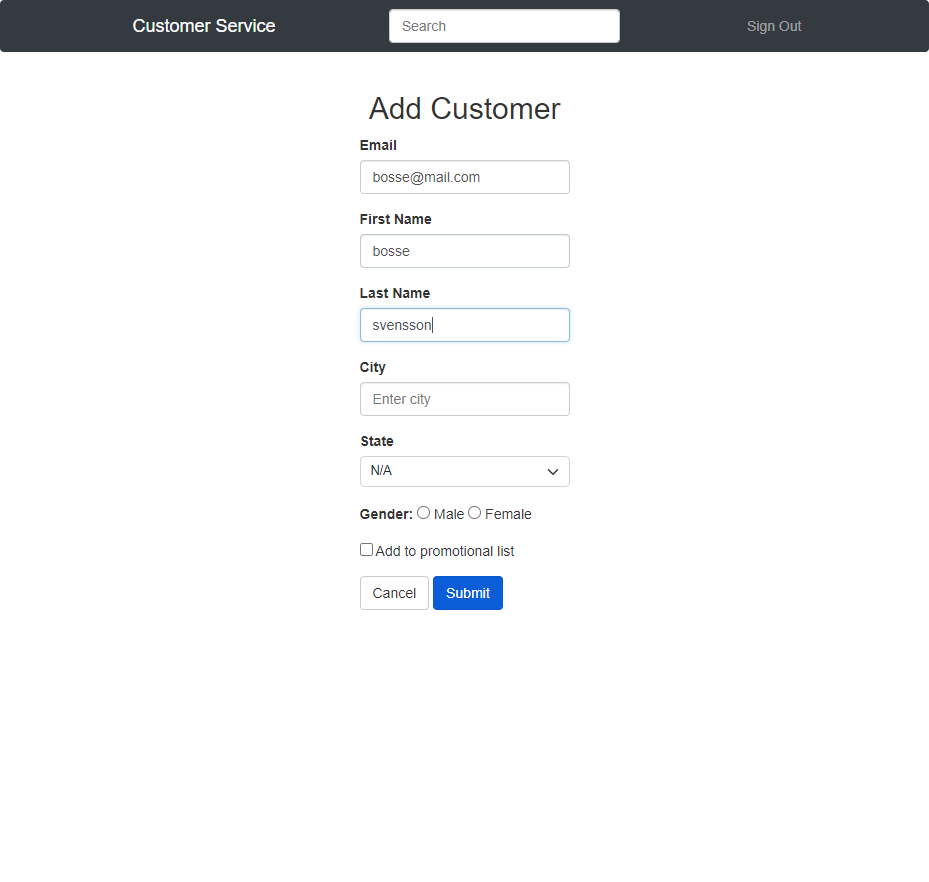 Customer Service Search Sign Out
Add Customer
Email
bosse@mail.com
First Name
bosse
Last Name
svensson
City
Enter city
State
N/A
Gender: Male Female
Add to promotional list
Cancel Submit